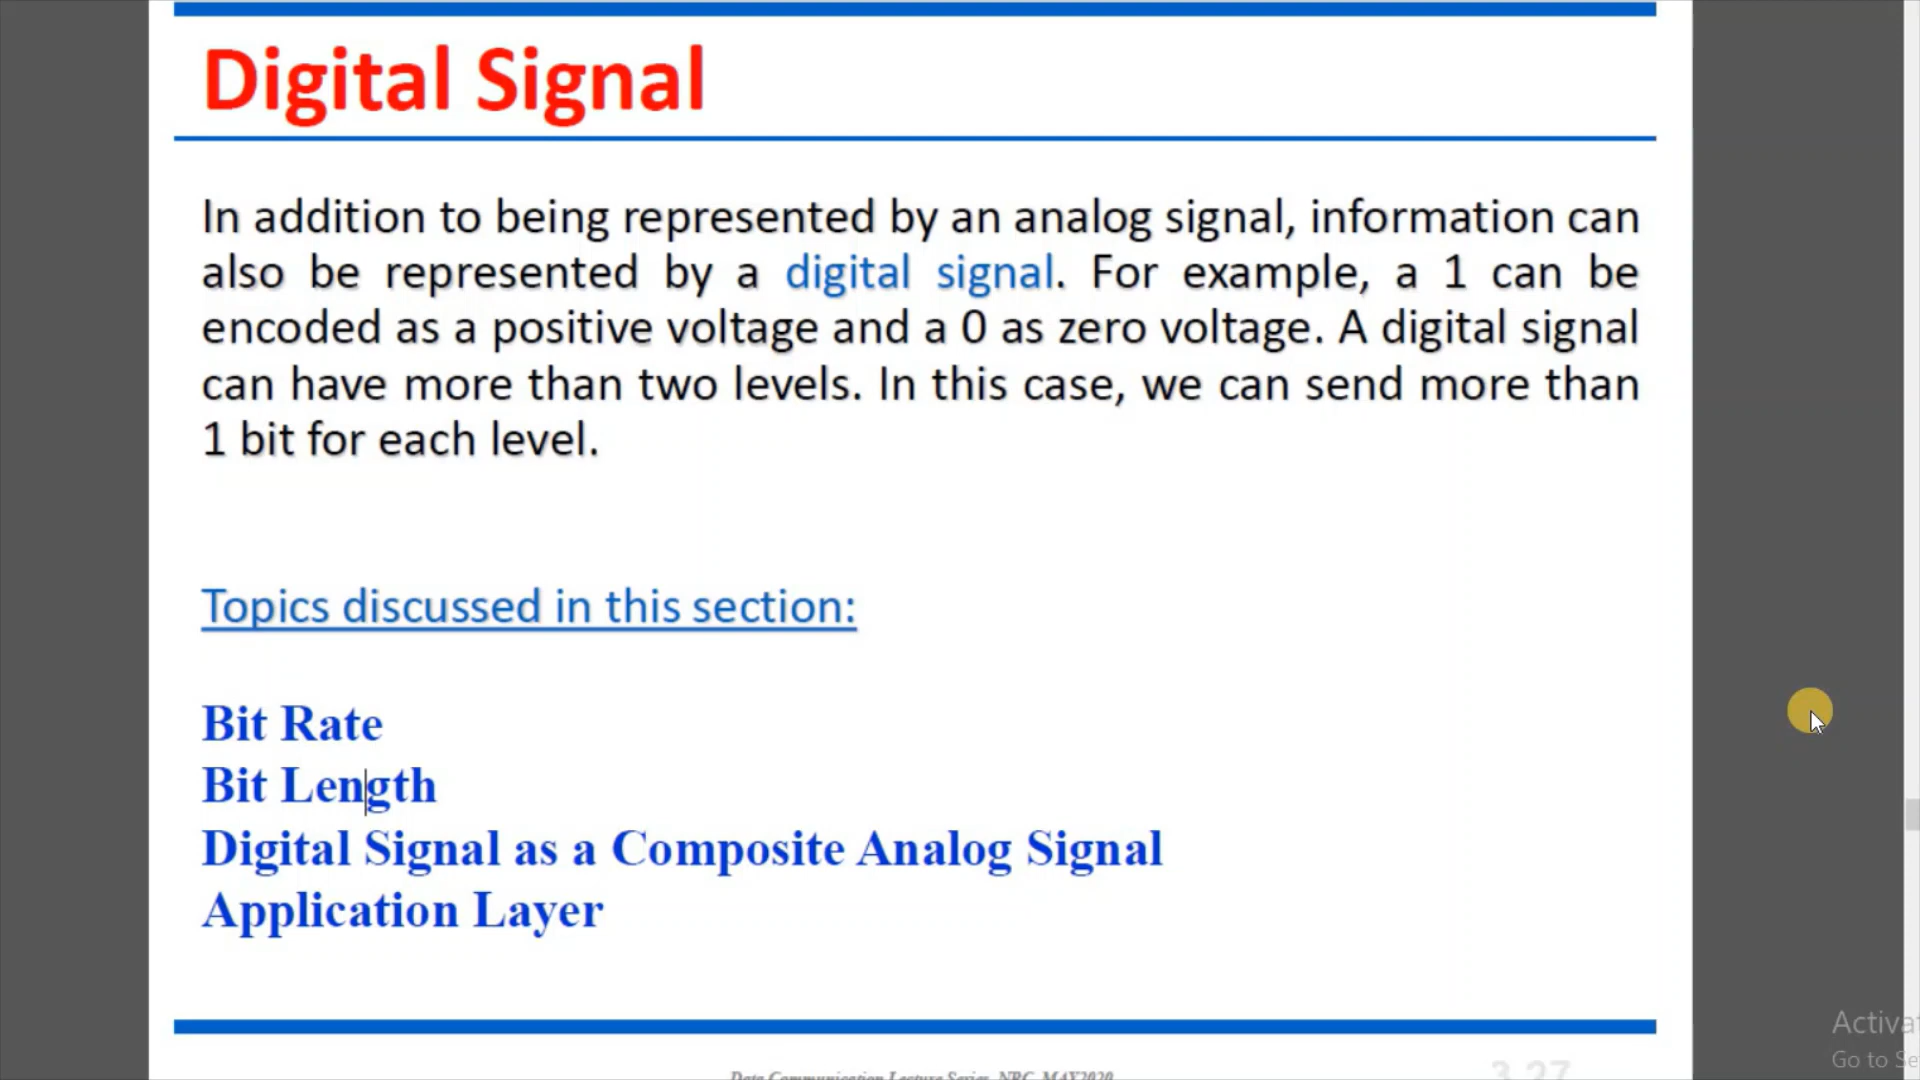 Digital Signal
In addition to being represented by an analog signal, information can
also be represented by a digital signal. For example, a 1 can be
encoded as a positive voltage and a 0 as zero voltage. A digital signal
can have more than two levels. In this case, we can send more than
1 bit for each level.
Topics discussed in this section:
Bit Rate
Bit Length
Digital Signal as a Composite Analog Signal
Application Layer
Data Communication Lecture Series, NRC, MAY2020
3.27
Activa
Go to Se